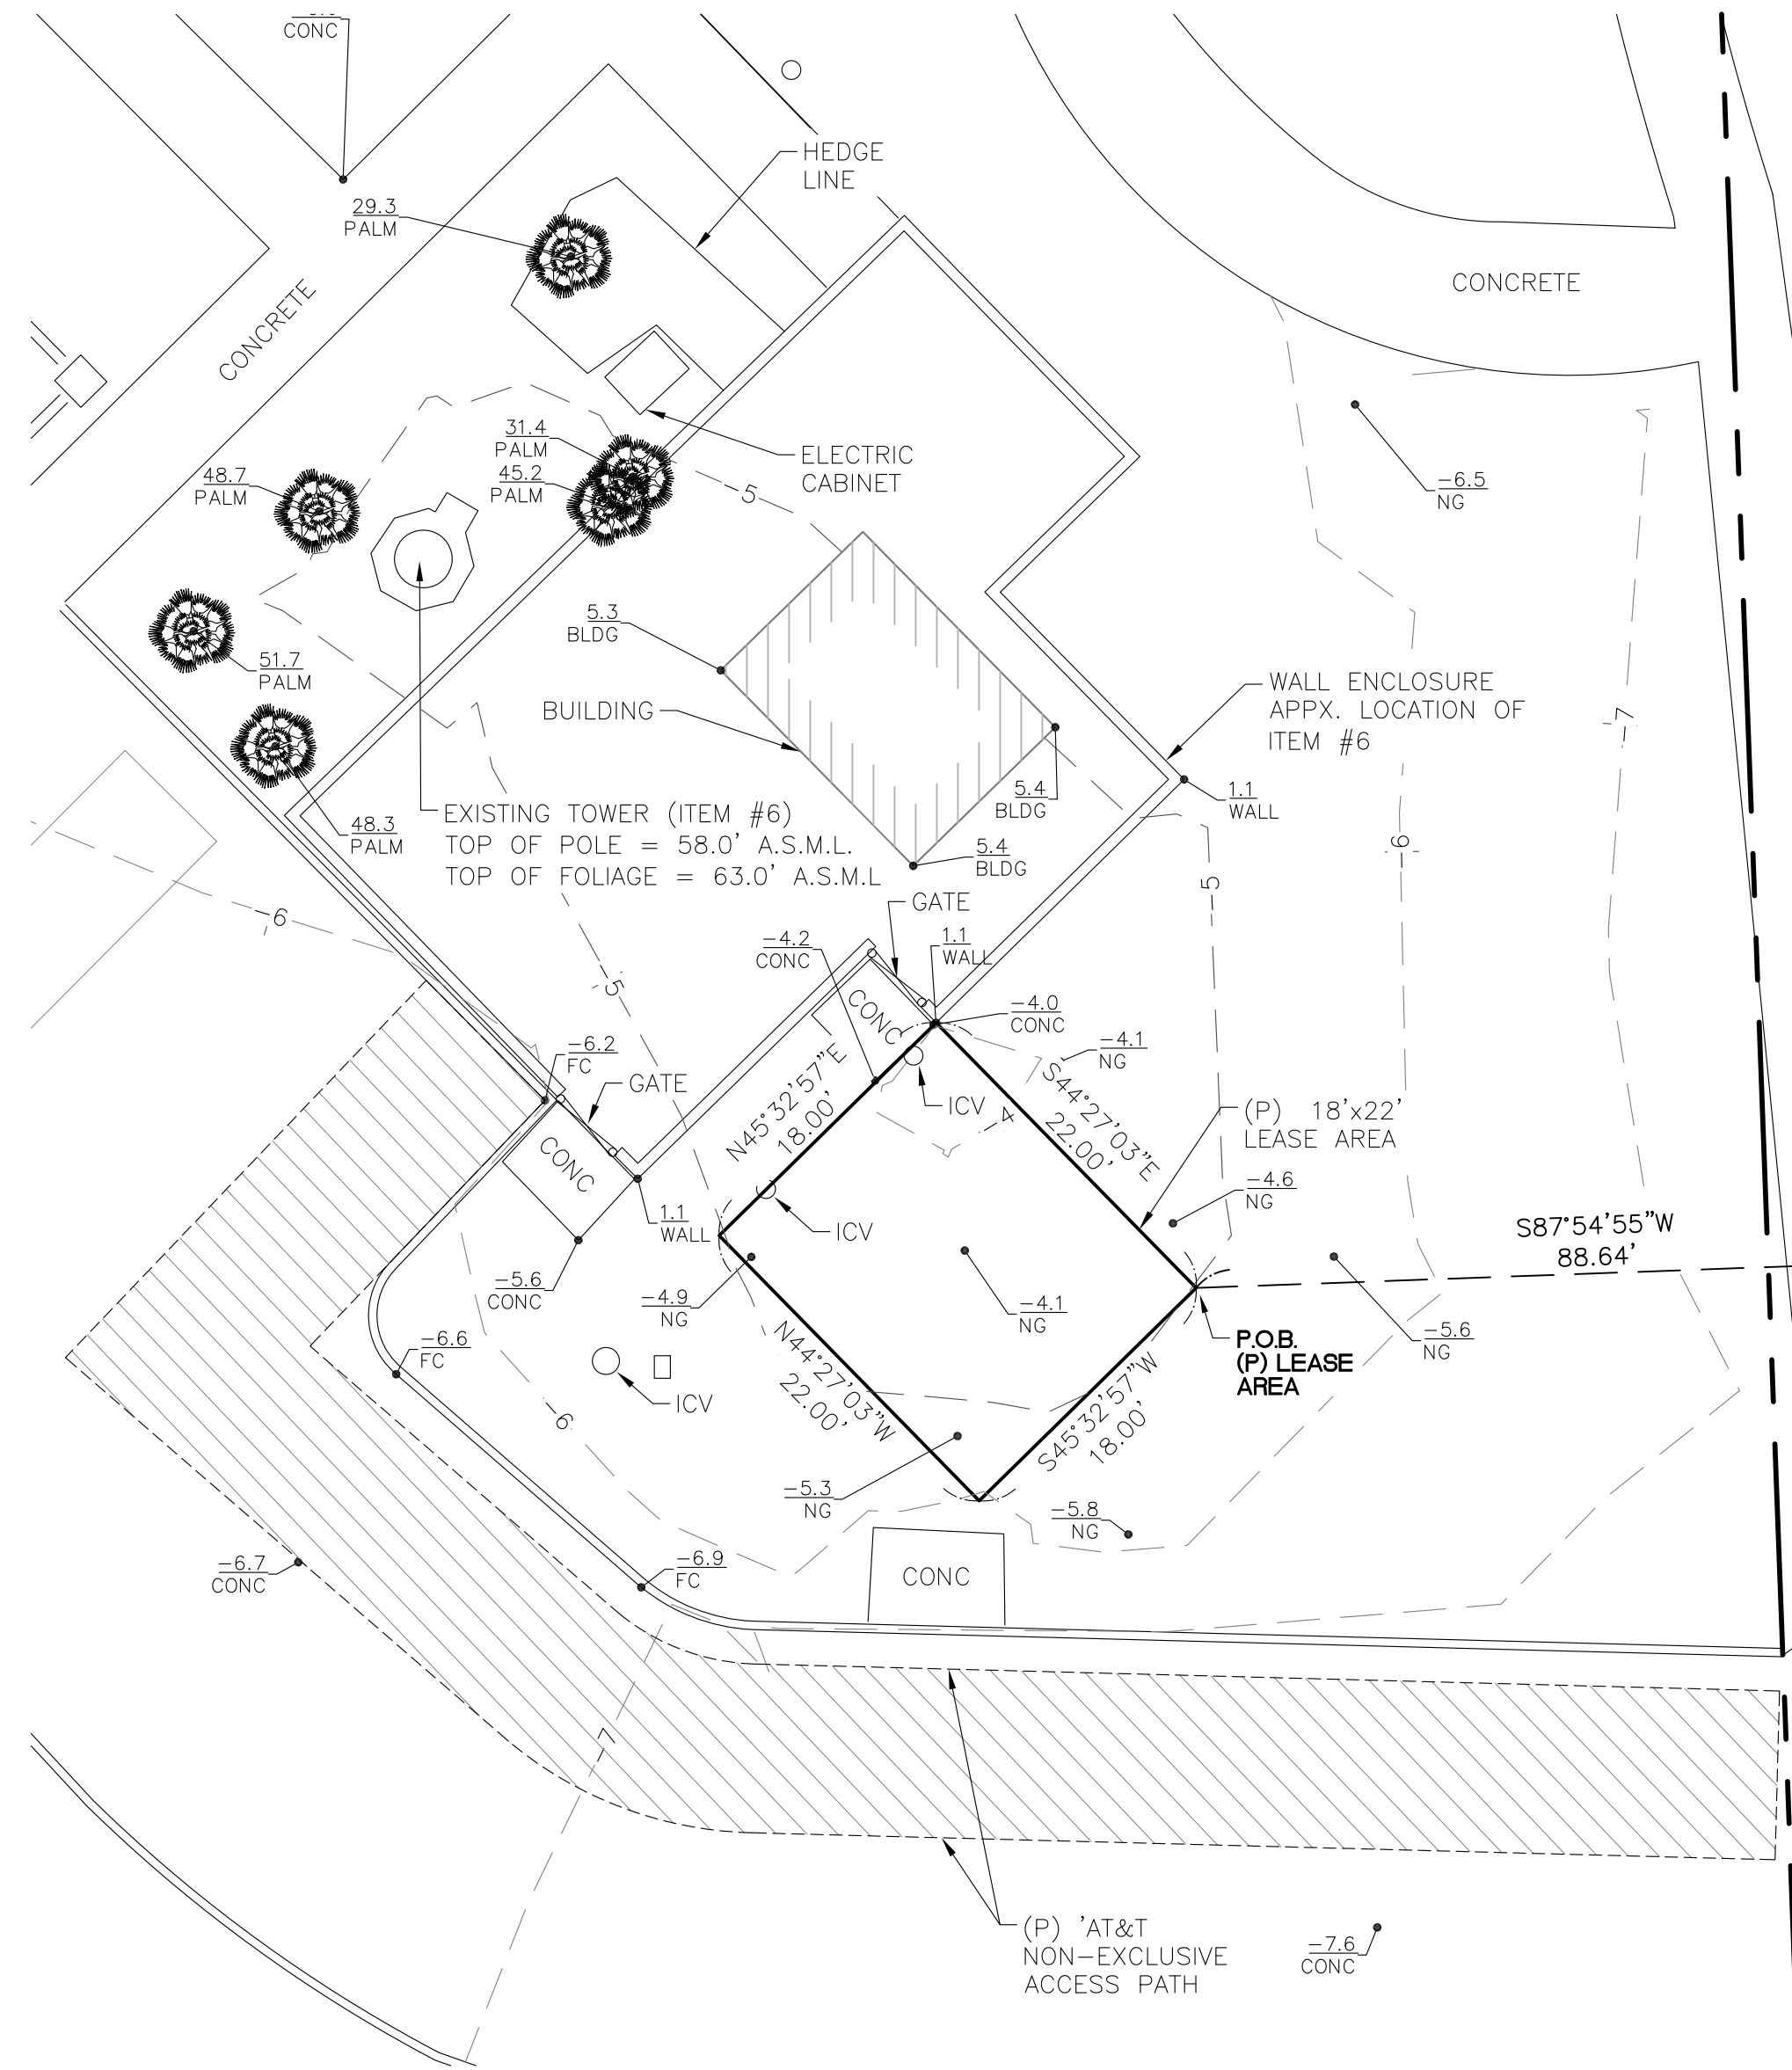 CONC
HEDGE
LINE
29.3
PALM
CONCRETE
CONCRETE
31.4
PALM
45.2
PALM
48.7
PALM
ELECTRIC
CABINET
-5
-6.5
NG
5.3
BLDG
51.7
PALM
BUILDING
WALL ENCLOSURE
APPX. LOCATION OF
ITEM #6
-7
5.4
BLDG
1.1
WALL
48.3
PALM
EXISTING TOWER (ITEM #6)
TOP OF POLE = 58.0' A.S.M.L.
TOP OF FOLIAGE = 63.0' A.S.M.L
5.4
BLDG
-6
-5
-6
GATE
-4.2
CONC
1.1
WALL
-5
CONC
-4.0
CONC
-4.1
NG
-6.2
FC
GATE
N45°32'57"E
18.00'
ICV
S44°27'03"E
22.00'
4
(P) 18'x22'
LEASE AREA
CONC
-4.6
NG
1.1
WALL
ICV
S87°54'55"W
88.64'
-5.6
CONC
-4.9
NG
-4.1
NG
-5.6
NG
P.O.B.
(P) LEASE
AREA
-6.6
FC
ICV
N44°27'03"W
22.00'
S45°32'57"W
18.00'
-6
-5.3
NG
-5.8
NG
-6.7
CONC
-6.9
FC
CONC
-7
(P) 'AT&T
NON-EXCLUSIVE
ACCESS PATH
-7.6
CONC